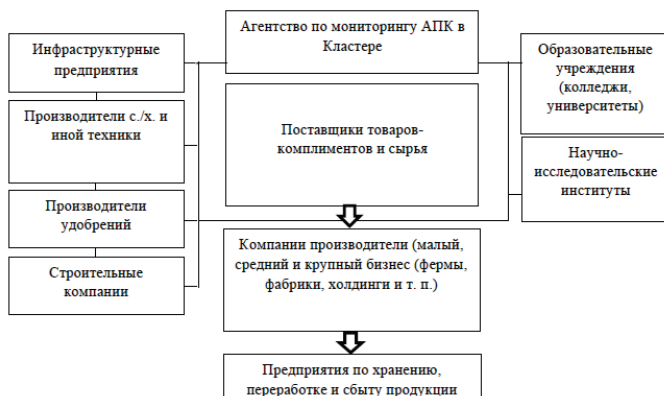 Агентство по мониторингу АПК в
Кластере
Инфраструктурные
предприятия
Образовательные
учреждения
(колледжи,
университеты)
Производители с./х. и
иной техники
Поставщики товаров-
комплиментов и сырья
Научно-
исследовательские
институты
Производители
удобрений
Компании производители (малый,
средний и крупный бизнес (фермы,
фабрики, холдинги и т. п.)
Строительные
компании
Предприятия по хранению,
переработке и сбыту продукции